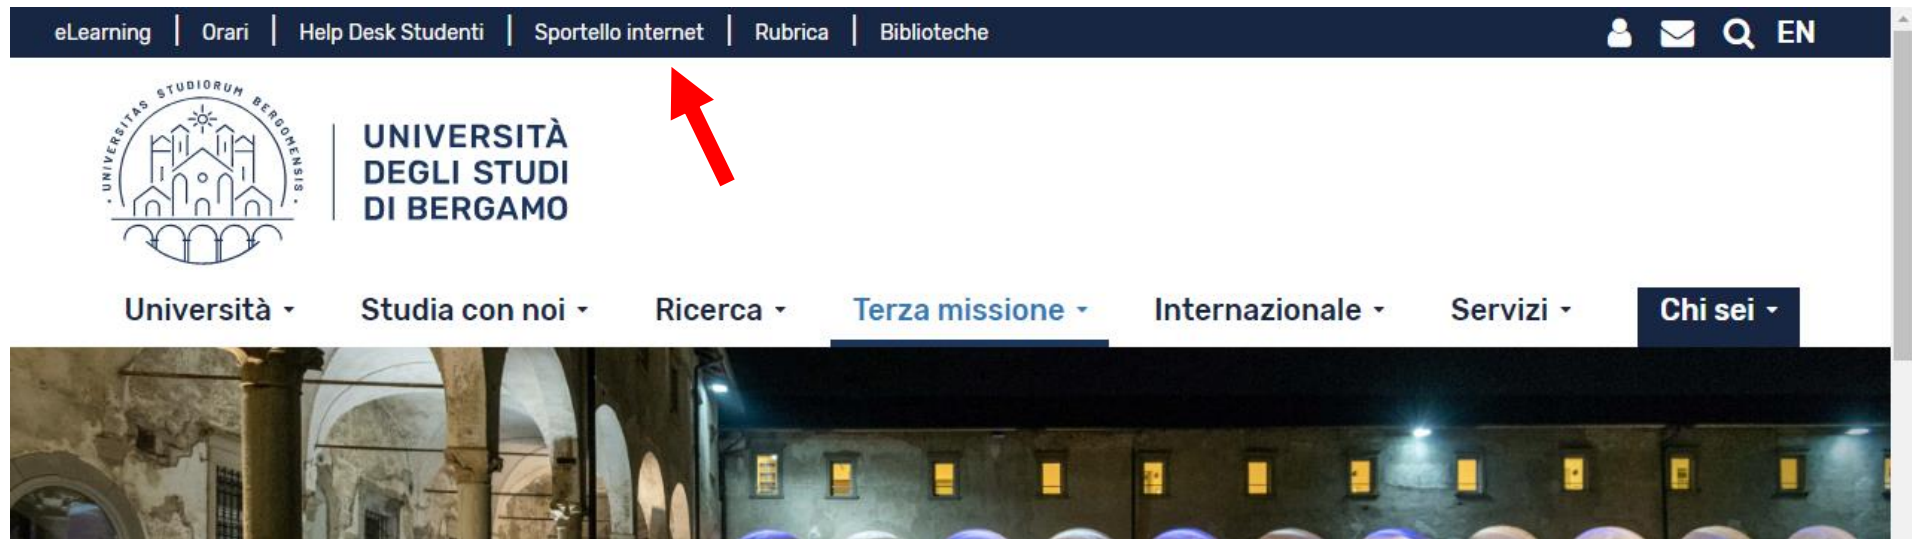 eLearning | Orari | Help Desk Studenti | Sportello internet | Rubrica | Biblioteche EN
· UNIVERSITAS STUDIORUM BERGOMENSIS ·
UNIVERSITÀ
DEGLI STUDI
DI BERGAMO
Università Studia con noi Ricerca Terza missione Internazionale Servizi Chi sei